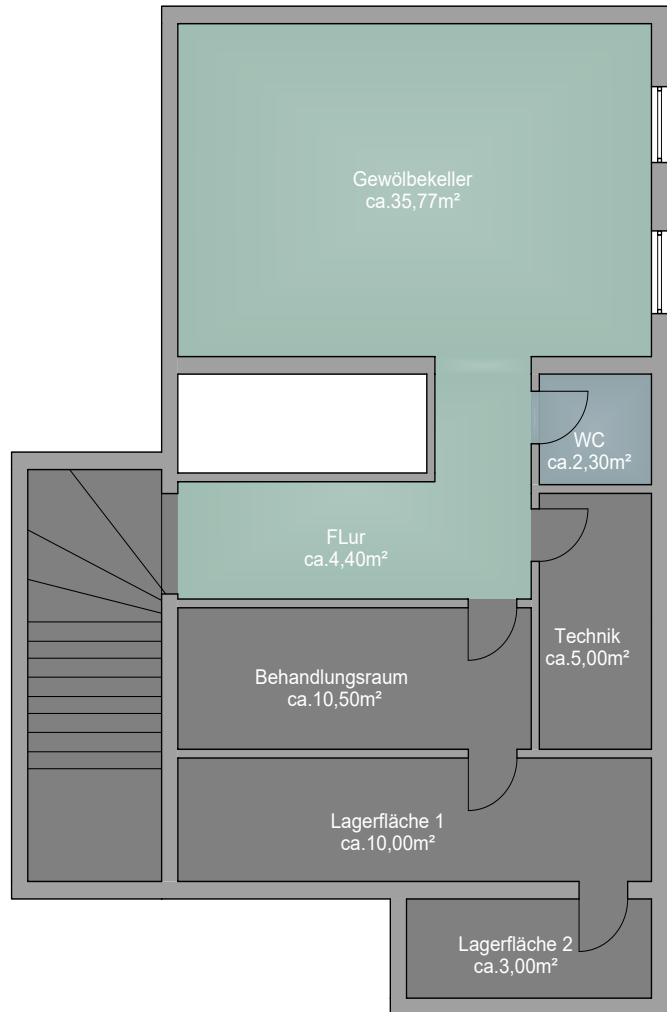 Gewölbekeller
ca.35,77m²
WC
ca.2,30m²
FLur
ca.4,40m²
Technik
ca.5,00m²
Behandlungsraum
ca.10,50m²
Lagerfläche 1
ca.10,00m²
Lagerfläche 2
ca.3,00m²